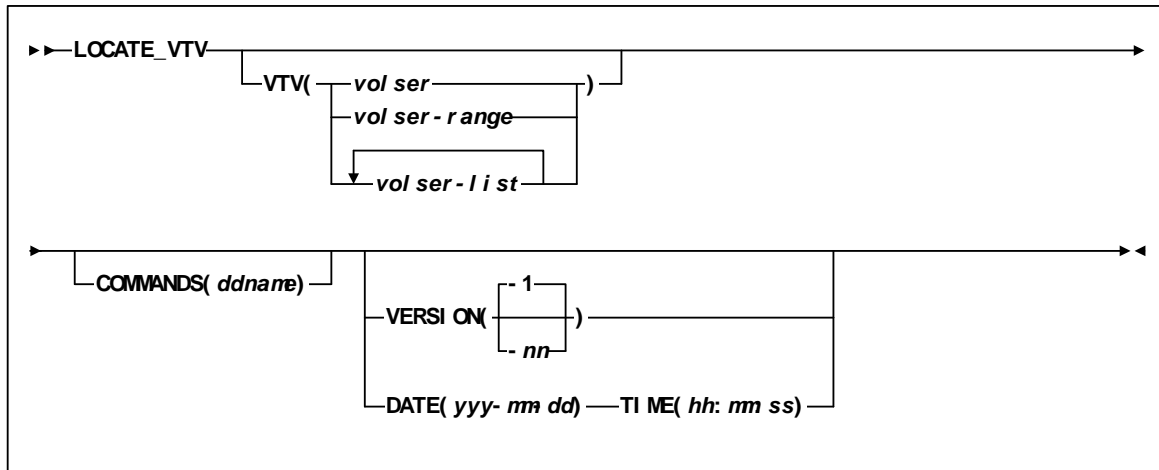 LOCATE_VTV
VTV( vol ser )
vol ser - r ange
vol ser - l i st
COMMANDS( ddname)
- 1
VERSI ON( )
- nn
DATE( yyy- mm- dd) TI ME( hh: mm ss)